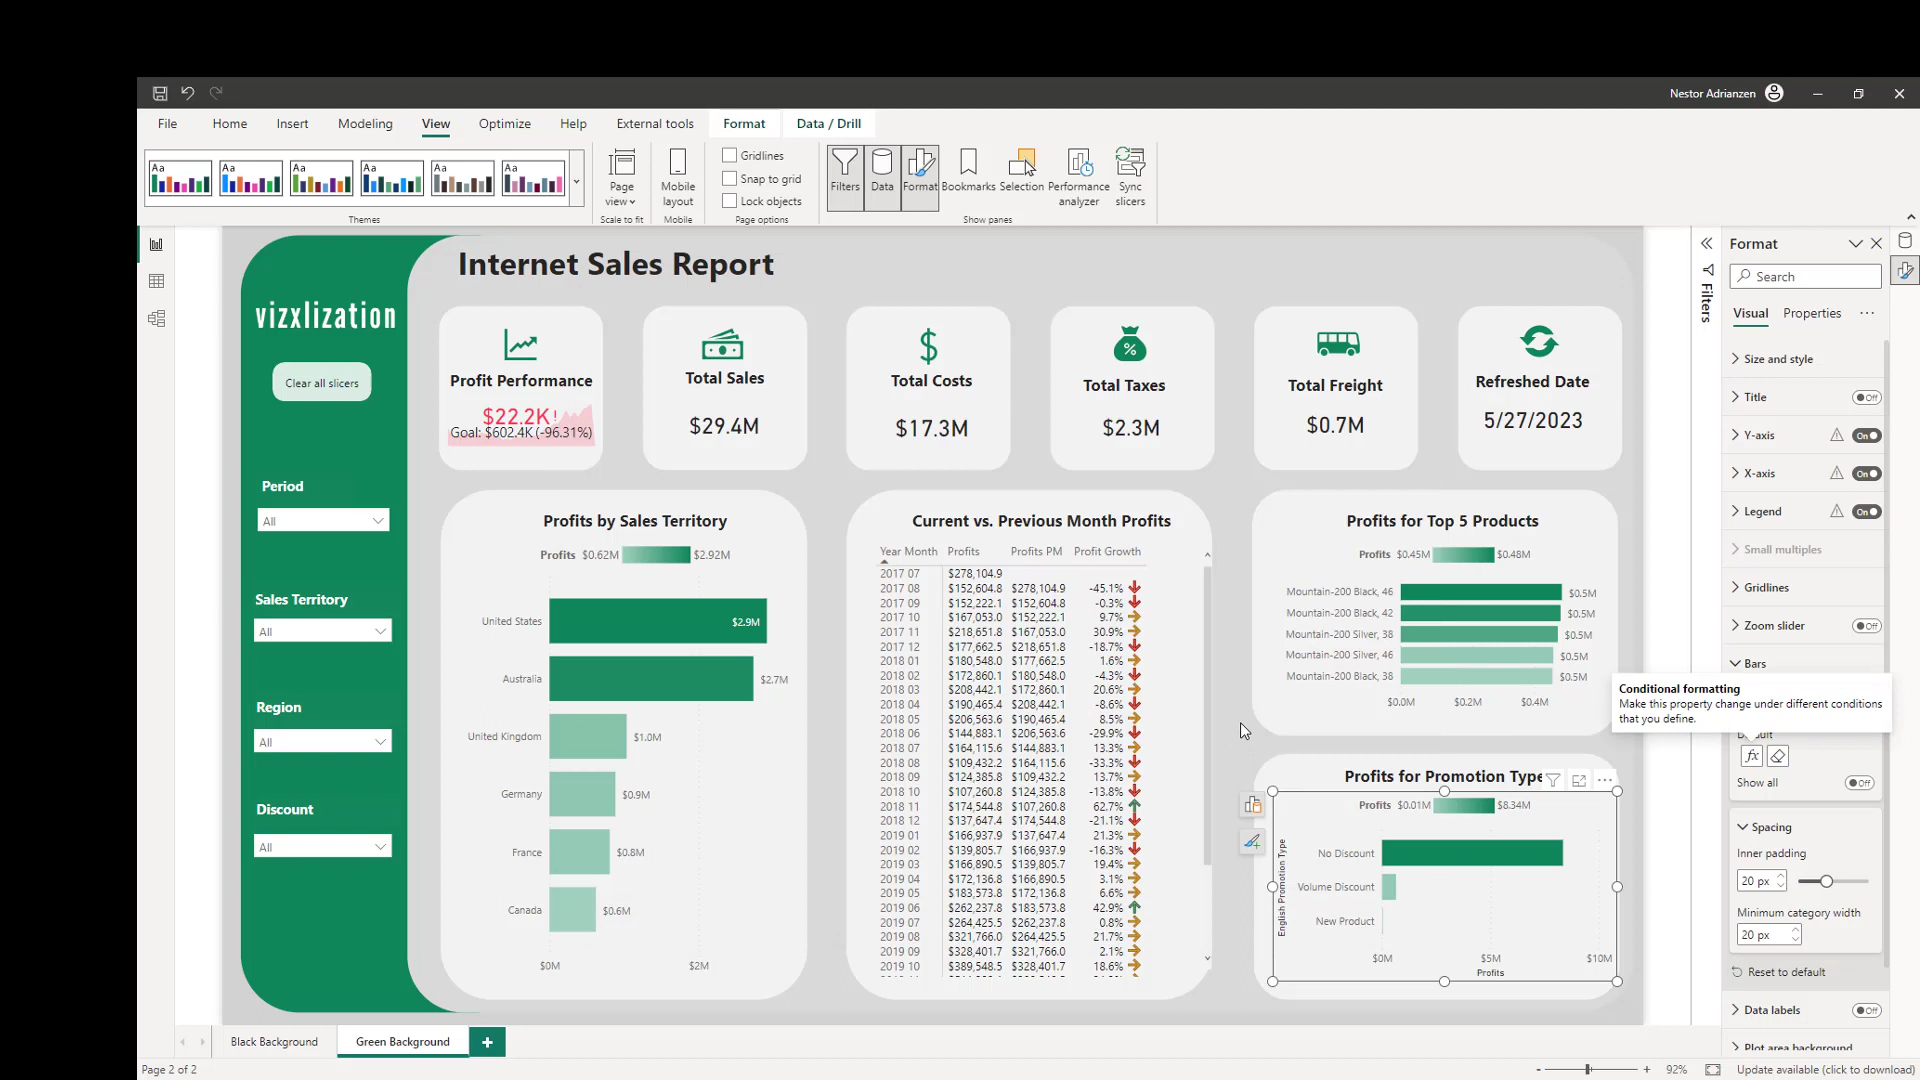 Nestor Adrianzen
File Home Insert Modeling View Optimize Help External tools Format Data / Drill
Aa Aa Aa Aa Aa Aa
Themes
Page view
Scale to fit
Mobile layout
Mobile
Gridlines
Snap to grid
Lock objects
Page options
Filters
Data
Format
Bookmarks
Selection
Performance analyzer
Sync slicers
Show panes
Internet Sales Report
vizxlization
Clear all slicers
Period
All
Sales Territory
All
Region
All
Discount
All
Profit Performance
$22.2K!
Goal: $602.4K (-96.31%)
Total Sales
$29.4M
Total Costs
$17.3M
Total Taxes
$2.3M
Total Freight
$0.7M
Refreshed Date
5/27/2023
Profits by Sales Territory
Profits $0.62M $2.92M
United States $2.9M
Australia $2.7M
United Kingdom $1.0M
Germany $0.9M
France $0.8M
Canada $0.6M
$0M $2M
Current vs. Previous Month Profits
Year Month Profits Profits PM Profit Growth
2017 07 $278,104.9
2017 08 $152,604.8 $278,104.9 -45.1%
2017 09 $152,222.1 $152,604.8 -0.3%
2017 10 $167,053.0 $152,222.1 9.7%
2017 11 $218,651.8 $167,053.0 30.9%
2017 12 $177,662.5 $218,651.8 -18.7%
2018 01 $180,548.0 $177,662.5 1.6%
2018 02 $172,860.1 $180,548.0 -4.3%
2018 03 $208,442.1 $172,860.1 20.6%
2018 04 $190,465.4 $208,442.1 -8.6%
2018 05 $206,563.6 $190,465.4 8.5%
2018 06 $144,883.1 $206,563.6 -29.9%
2018 07 $164,115.6 $144,883.1 13.3%
2018 08 $109,432.2 $164,115.6 -33.3%
2018 09 $124,385.8 $109,432.2 13.7%
2018 10 $107,260.8 $124,385.8 -13.8%
2018 11 $174,544.8 $107,260.8 62.7%
2018 12 $137,647.4 $174,544.8 -21.1%
2019 01 $166,937.9 $137,647.4 21.3%
2019 02 $139,805.7 $166,937.9 -16.3%
2019 03 $166,890.5 $139,805.7 19.4%
2019 04 $172,136.8 $166,890.5 3.1%
2019 05 $183,573.8 $172,136.8 6.6%
2019 06 $262,237.8 $183,573.8 42.9%
2019 07 $264,425.5 $262,237.8 0.8%
2019 08 $321,766.0 $264,425.5 21.7%
2019 09 $328,401.7 $321,766.0 2.1%
2019 10 $389,548.5 $328,401.7 18.6%
Profits for Top 5 Products
Profits $0.45M $0.48M
Mountain-200 Black, 46 $0.5M
Mountain-200 Black, 42 $0.5M
Mountain-200 Silver, 38 $0.5M
Mountain-200 Silver, 46 $0.5M
Mountain-200 Black, 38 $0.5M
$0.0M $0.2M $0.4M
Profits for Promotion Type
Profits $0.01M $8.34M
English Promotion Type
No Discount
Volume Discount
New Product
$0M $5M $10M
Profits
Filters
Format
Search
Visual Properties
Size and style
Title Off
Y-axis On
X-axis On
Legend On
Small multiples
Gridlines
Zoom slider Off
Bars
Conditional formatting
Make this property change under different conditions
that you define.
Default
fx
Show all Off
Spacing
Inner padding
20 px
Minimum category width
20 px
Reset to default
Data labels Off
Plot area background
Black Background Green Background +
Page 2 of 2
- + 92% Update available (click to download)